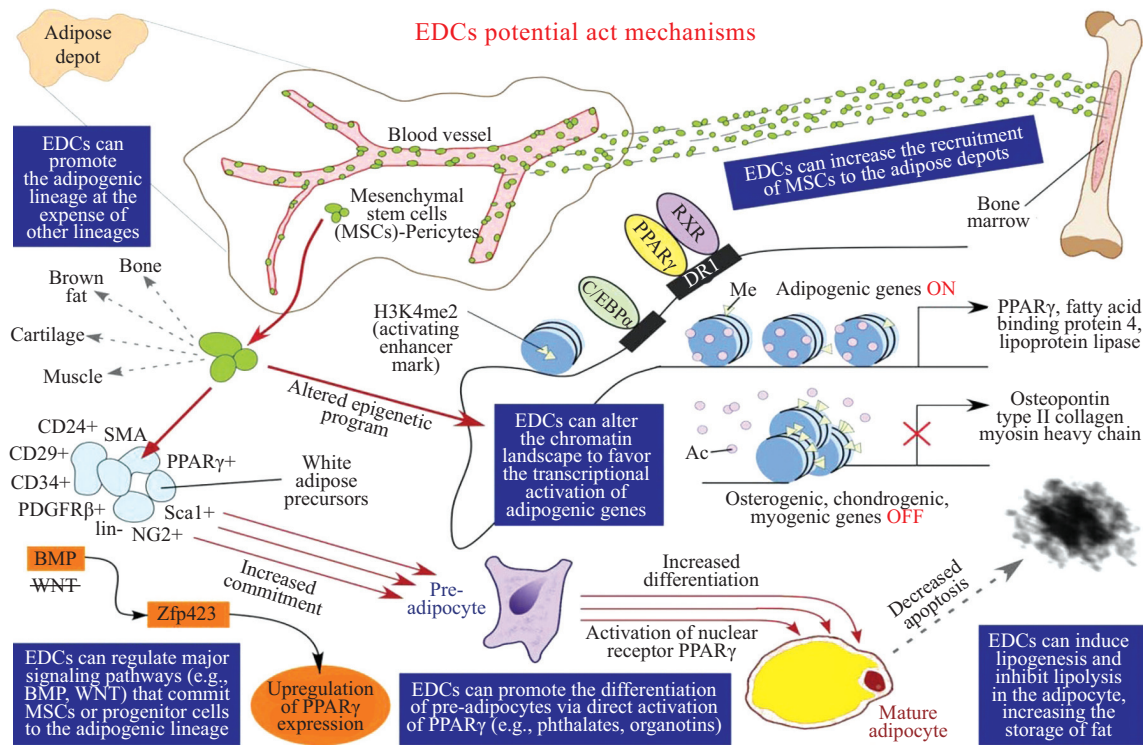 EDCs potential act mechanisms
Adipose
depot
Blood vessel
Mesenchymal
stem cells
(MSCs)-Pericytes
EDCs can increase the recruitment
of MSCs to the adipose depots
Bone
marrow
EDCs can
promote
the adipogenic
lineage at the
expense of
other lineages
Bone
Brown
fat
Cartilage
Muscle
RXR
PPARγ
DR1
C/EBPα
H3K4me2
(activating
enhancer
mark)
Me
Adipogenic genes ON
PPARγ, fatty acid
binding protein 4,
lipoprotein lipase
Altered epigenetic
program
EDCs can alter
the chromatin
landscape to favor
the transcriptional
activation of
adipogenic genes
Ac
Osteopontin
type II collagen
myosin heavy chain
Osterogenic, chondrogenic,
myogenic genes OFF
CD24+
SMA
CD29+
PPARγ+
CD34+
PDGFRβ+
Sca1+
lin-
NG2+
White
adipose
precursors
BMP
WNT
Zfp423
Increased
commitment
Upregulation
of PPARγ
expression
Pre-
adipocyte
Increased
differentiation
Activation of nuclear
receptor PPARγ
Decreased
apoptosis
Mature
adipocyte
EDCs can regulate major
signaling pathways (e.g.,
BMP, WNT) that commit
MSCs or progenitor cells
to the adipogenic lineage
EDCs can promote the differentiation
of pre-adipocytes via direct activation
of PPARγ (e.g., phthalates, organotins)
EDCs can induce
lipogenesis and
inhibit lipolysis
in the adipocyte,
increasing the
storage of fat